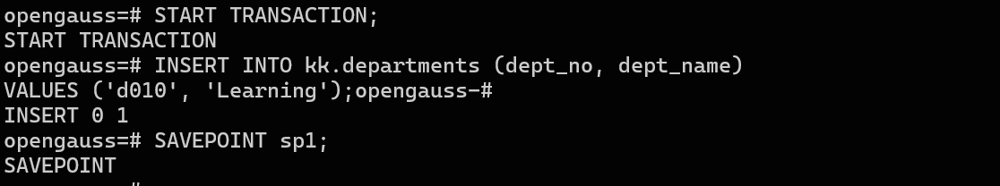 opengauss=# START TRANSACTION;
START TRANSACTION
opengauss=# INSERT INTO kk.departments (dept_no, dept_name)
VALUES ('d010', 'Learning');opengauss-#
INSERT 0 1
opengauss=# SAVEPOINT sp1;
SAVEPOINT